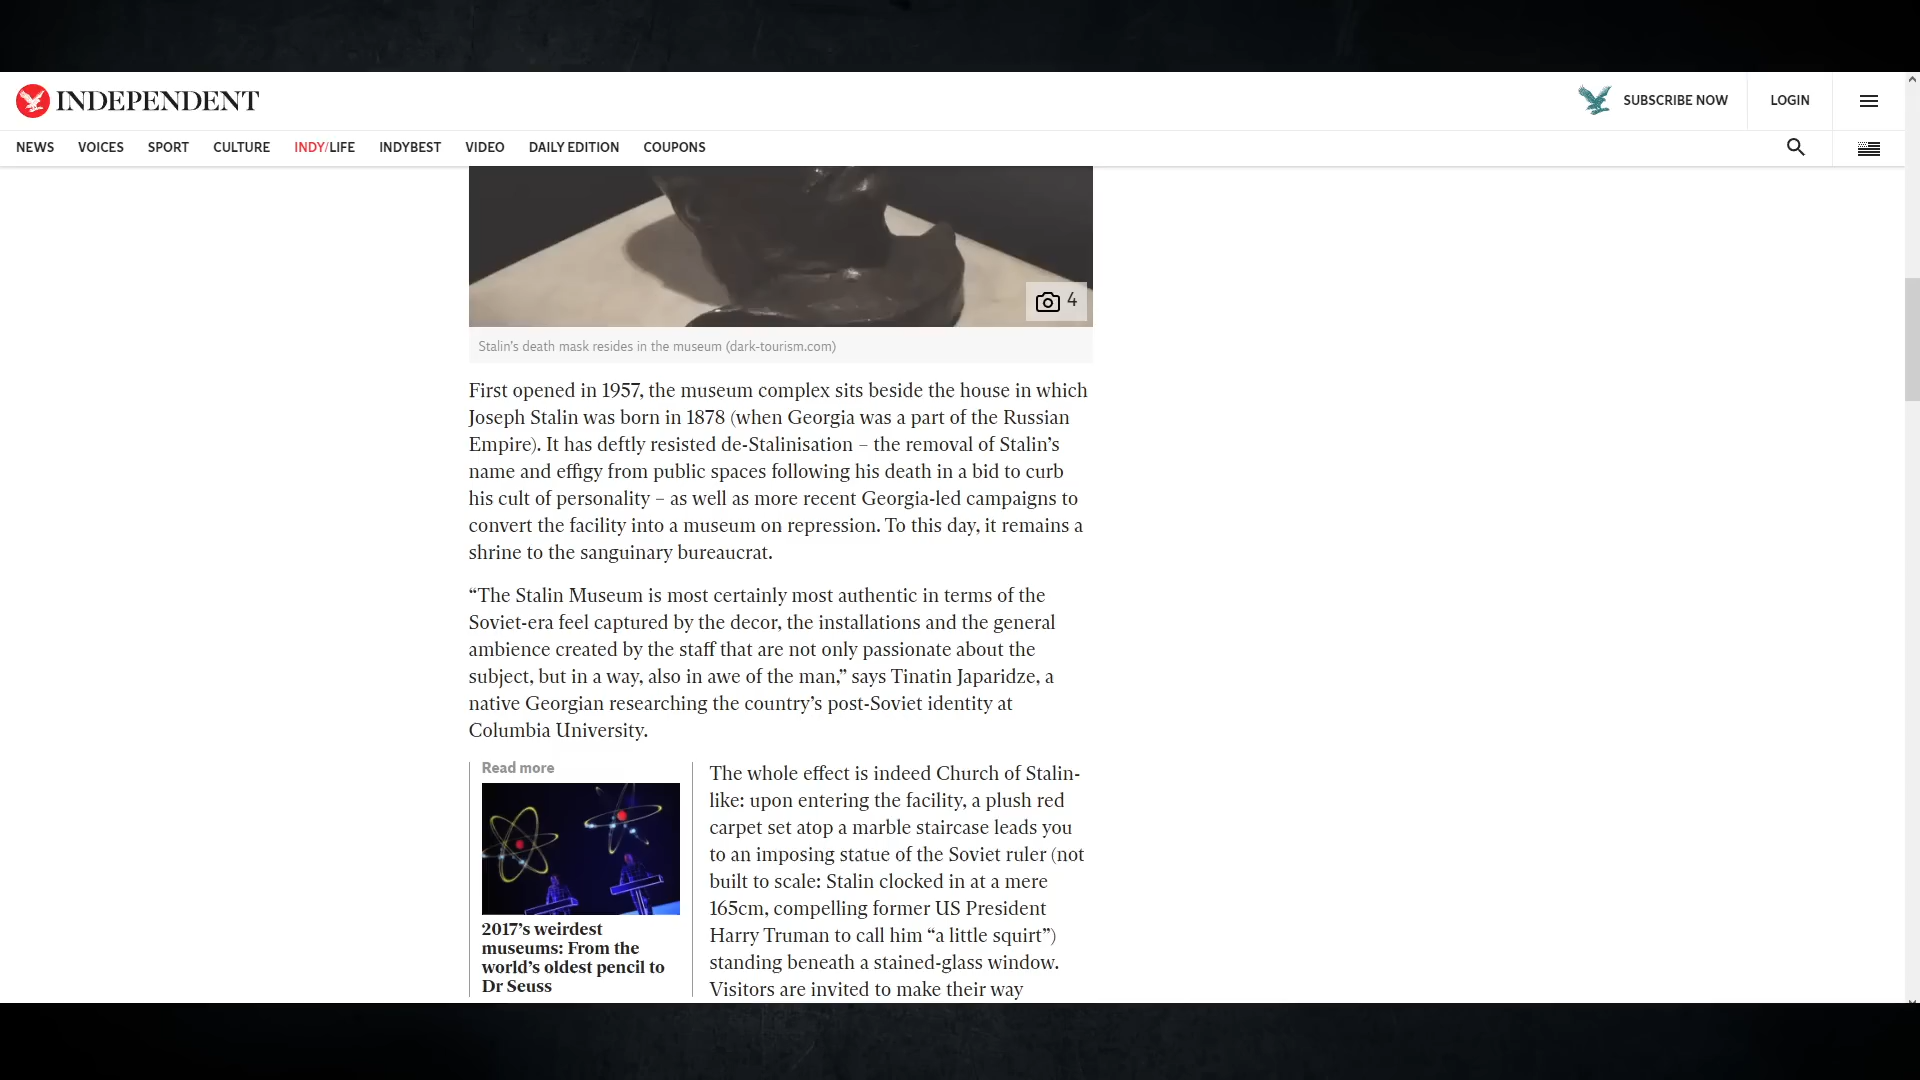 INDEPENDENT
SUBSCRIBE NOW
LOGIN
NEWS
VOICES
SPORT
CULTURE
INDY/LIFE
INDYBEST
VIDEO
DAILY EDITION
COUPONS
4
Stalin's death mask resides in the museum (dark-tourism.com)
First opened in 1957, the museum complex sits beside the house in which
Joseph Stalin was born in 1878 (when Georgia was a part of the Russian
Empire). It has deftly resisted de-Stalinisation – the removal of Stalin's
name and effigy from public spaces following his death in a bid to curb
his cult of personality – as well as more recent Georgia-led campaigns to
convert the facility into a museum on repression. To this day, it remains a
shrine to the sanguinary bureaucrat.
“The Stalin Museum is most certainly most authentic in terms of the
Soviet-era feel captured by the decor, the installations and the general
ambience created by the staff that are not only passionate about the
subject, but in a way, also in awe of the man,” says Tinatin Japaridze, a
native Georgian researching the country's post-Soviet identity at
Columbia University.
Read more
2017's weirdest
museums: From the
world's oldest pencil to
Dr Seuss
The whole effect is indeed Church of Stalin-
like: upon entering the facility, a plush red
carpet set atop a marble staircase leads you
to an imposing statue of the Soviet ruler (not
built to scale: Stalin clocked in at a mere
165cm, compelling former US President
Harry Truman to call him “a little squirt”)
standing beneath a stained-glass window.
Visitors are invited to make their way